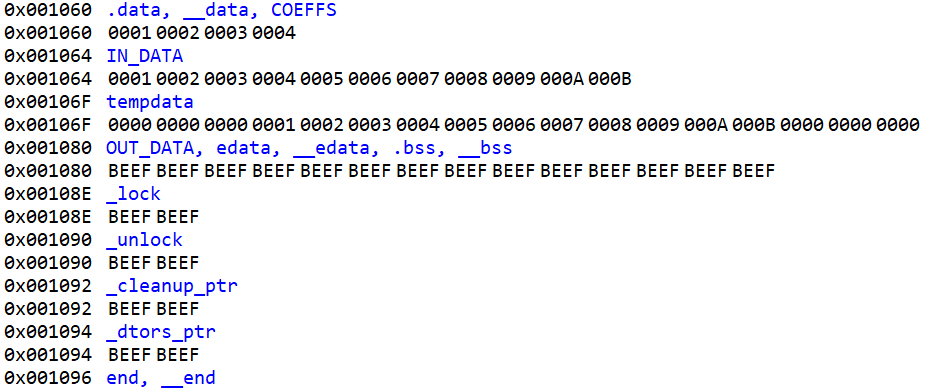 0x001060 .data, __data, COEFFS
0x001060 0001 0002 0003 0004
0x001064 IN_DATA
0x001064 0001 0002 0003 0004 0005 0006 0007 0008 0009 000A 000B
0x00106F tempdata
0x00106F 0000 0000 0000 0001 0002 0003 0004 0005 0006 0007 0008 0009 000A 000B 0000 0000 0000
0x001080 OUT_DATA, edata, __edata, .bss, __bss
0x001080 BEEF BEEF BEEF BEEF BEEF BEEF BEEF BEEF BEEF BEEF BEEF BEEF BEEF BEEF
0x00108E _lock
0x00108E BEEF BEEF
0x001090 _unlock
0x001090 BEEF BEEF
0x001092 _cleanup_ptr
0x001092 BEEF BEEF
0x001094 _dtors_ptr
0x001094 BEEF BEEF
0x001096 end, __end